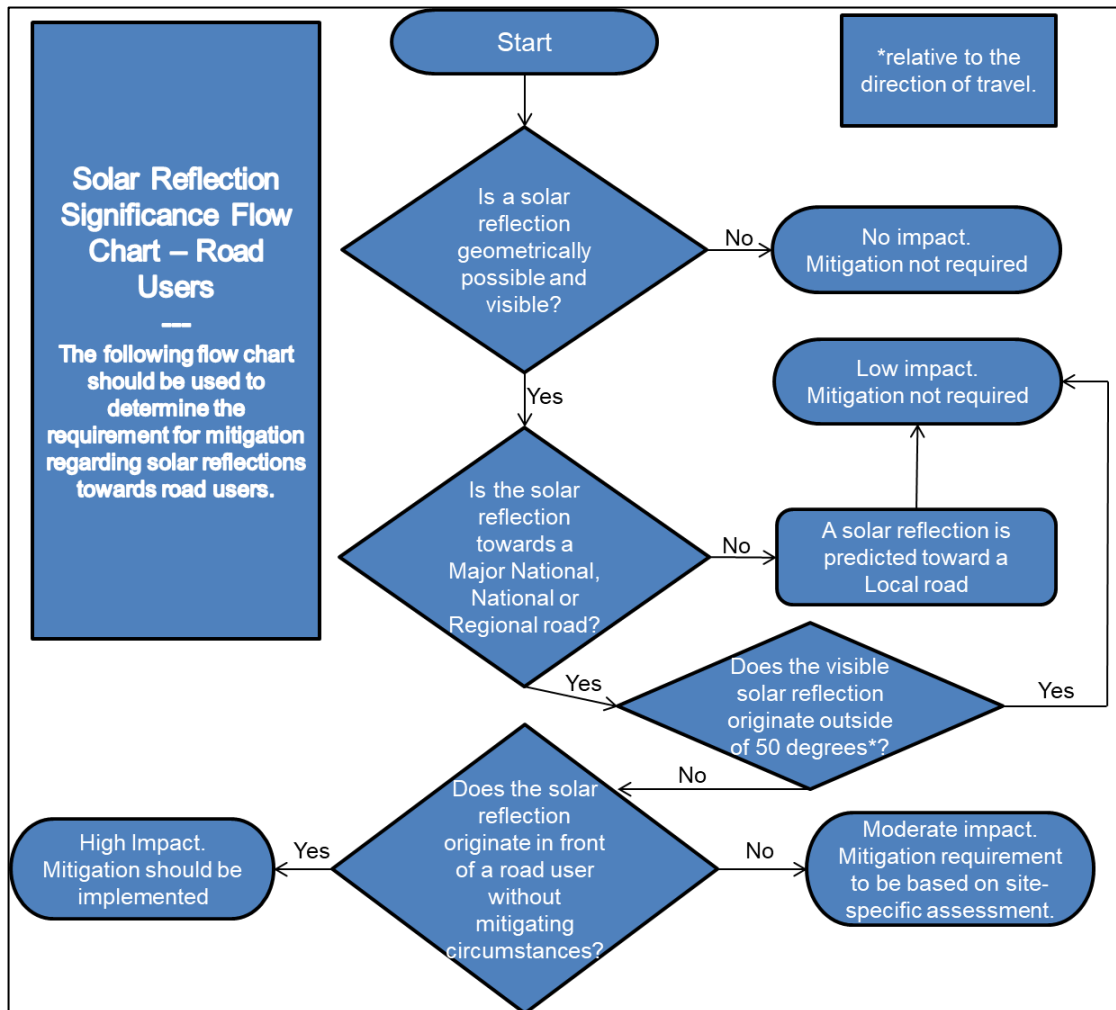 Solar Reflection
Significance Flow
Chart – Road
Users
---
The following flow chart
should be used to
determine the
requirement for mitigation
regarding solar reflections
towards road users.
Start
*relative to the
direction of travel.
Is a solar
reflection
geometrically
possible and
visible?
No
No impact.
Mitigation not required
Yes
Low impact.
Mitigation not required
Is the solar
reflection
towards a
Major National,
National or
Regional road?
No
A solar reflection is
predicted toward a
Local road
Yes
Does the visible
solar reflection
originate outside
of 50 degrees*?
Yes
No
Does the solar
reflection
originate in front
of a road user
without
mitigating
circumstances?
Yes
High Impact.
Mitigation should be
implemented
No
Moderate impact.
Mitigation requirement
to be based on site-
specific assessment.